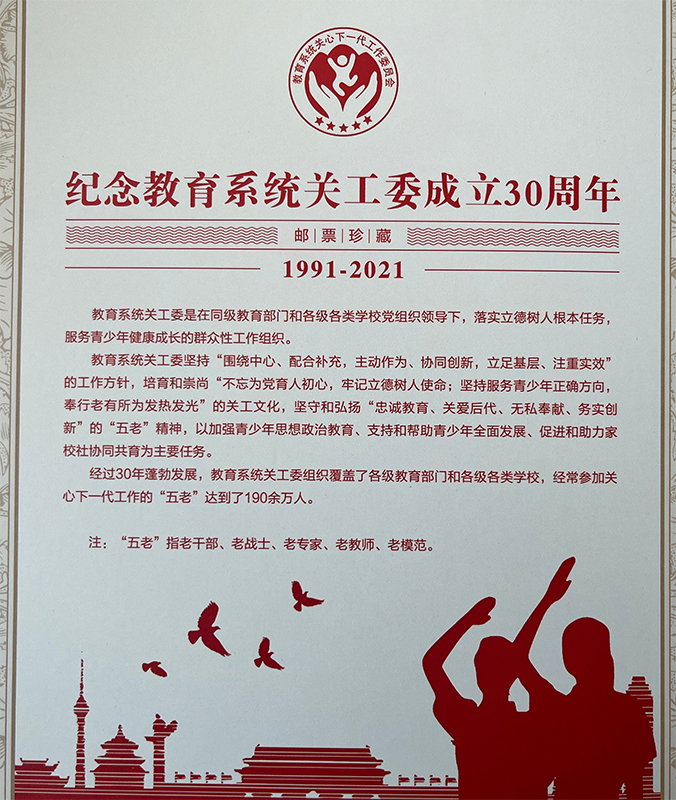 教育系统关心下一代工作委员会
纪念教育系统关工委成立30周年
邮|票|珍|藏
1991-2021
教育系统关工委是在同级教育部门和各级各类学校党组织领导下，落实立德树人根本任务，
服务青少年健康成长的群众性工作组织。
教育系统关工委坚持“围绕中心、配合补充，主动作为、协同创新，立足基层、注重实效”
的工作方针，培育和崇尚“不忘为党育人初心，牢记立德树人使命；坚持服务青少年正确方向，
奉行老有所为发热发光”的关工文化，坚守和弘扬“忠诚教育、关爱后代、无私奉献、务实创
新”的“五老”精神，以加强青少年思想政治教育、支持和帮助青少年全面发展、促进和助力家
校社协同共育为主要任务。
经过30年蓬勃发展，教育系统关工委组织覆盖了各级教育部门和各级各类学校，经常参加关
心下一代工作的“五老”达到了190余万人。
注：“五老”指老干部、老战士、老专家、老教师、老模范。